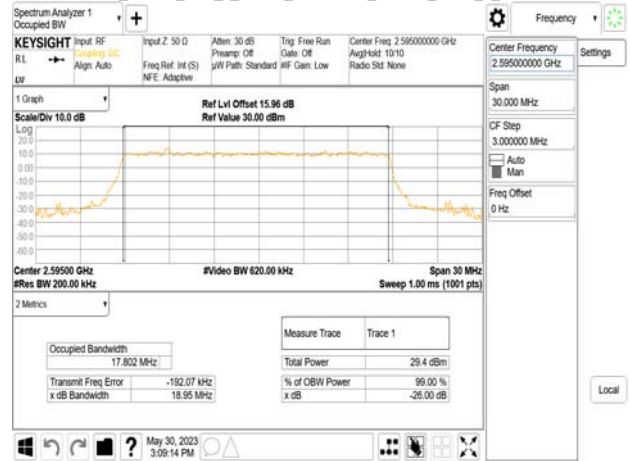 Spectrum Analyzer 1
Occupied BW
Frequency
KEYSIGHT
RL
Input: RF
Coupling: DC
Align: Auto
Input Z: 50 Ω
Freq Ref: Int (S)
NFE: Adaptive
Atten: 30 dB
Preamp: Off
µW Path: Standard
Trig: Free Run
Gate: Off
#IF Gain: Low
Center Freq: 2.595000000 GHz
Avg|Hold: 10/10
Radio Std: None
Center Frequency
2.595000000 GHz
Settings
Span
30.000 MHz
CF Step
3.000000 MHz
Auto
Man
Freq Offset
0 Hz
Local
1 Graph
Scale/Div 10.0 dB
Ref Lvl Offset 15.96 dB
Ref Value 30.00 dBm
Log
20.0
10.0
0.00
-10.0
-20.0
-30.0
-40.0
-50.0
-60.0
Center 2.59500 GHz
#Res BW 200.00 kHz
#Video BW 620.00 kHz
Span 30 MHz
Sweep 1.00 ms (1001 pts)
2 Metrics
Measure Trace Trace 1
Occupied Bandwidth
17.802 MHz
Total Power 29.4 dBm
Transmit Freq Error -192.07 kHz
% of OBW Power 99.00 %
x dB Bandwidth 18.95 MHz
x dB -26.00 dB
May 30, 2023
3:09:14 PM